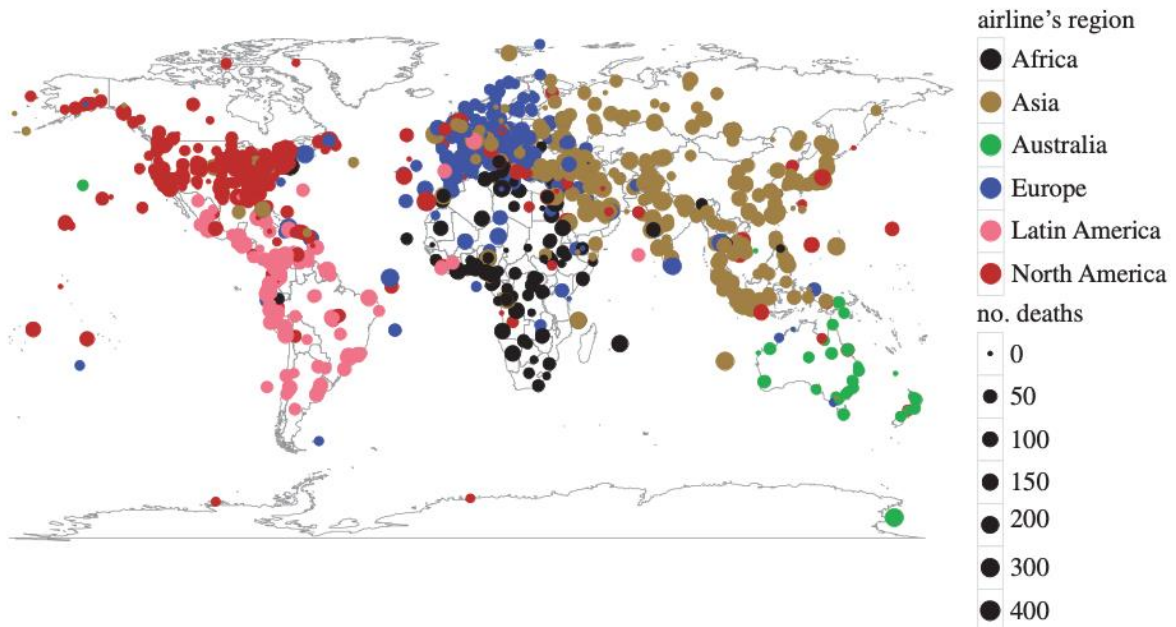 airline's region
Africa
Asia
Australia
Europe
Latin America
North America
no. deaths
0
50
100
150
200
300
400